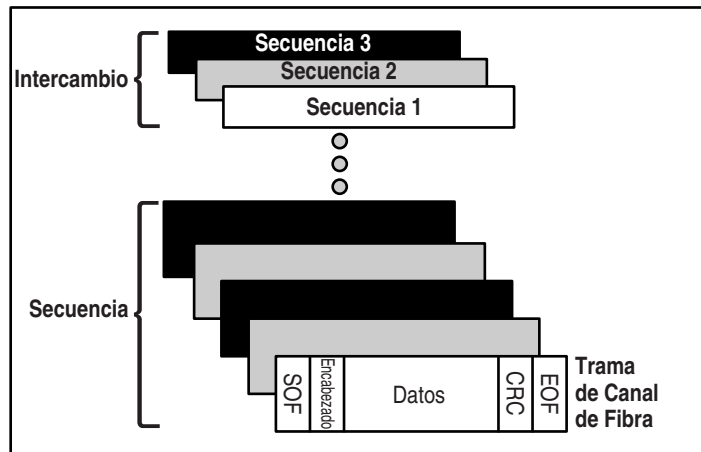 Secuencia 3
Secuencia 2
Intercambio
Secuencia 1
Secuencia
SOF
Encabezado
Datos
CRC
EOF
Trama
de Canal
de Fibra